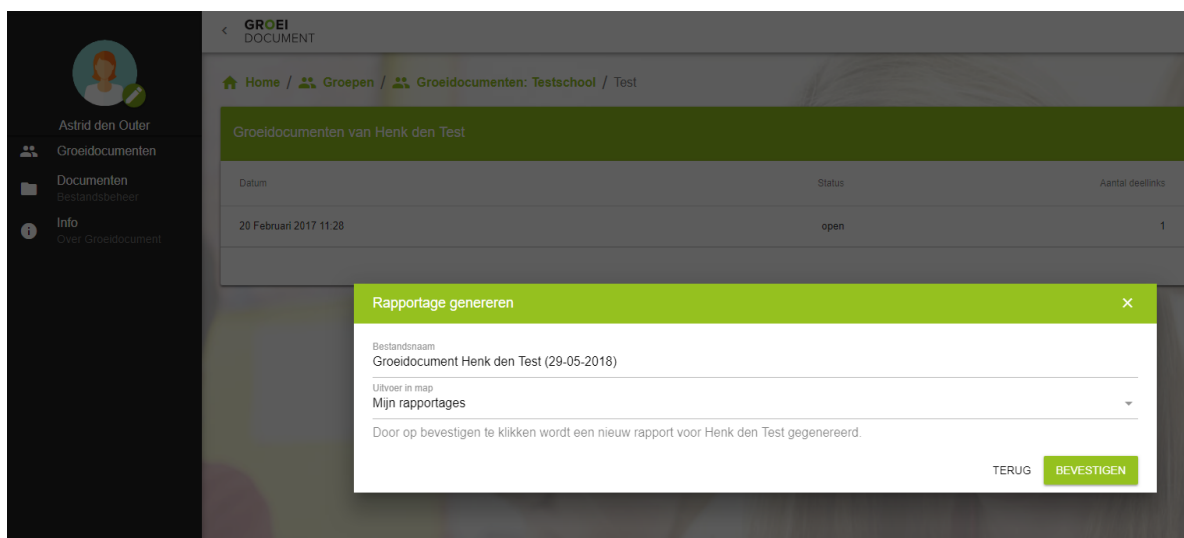 GROEI
DOCUMENT
Home / Groepen / Groeidocumenten: Testschool / Test
Astrid den Outer
Groeidocumenten
Documenten
Bestandsbeheer
Info
Over Groeidocument
Groeidocumenten van Henk den Test
Datum Status Aantal deellinks
20 Februari 2017 11:28 open 1
Rapportage genereren
Bestandsnaam
Groeidocument Henk den Test (29-05-2018)
Uitvoer in map
Mijn rapportages
Door op bevestigen te klikken wordt een nieuw rapport voor Henk den Test gegenereerd.
TERUG BEVESTIGEN